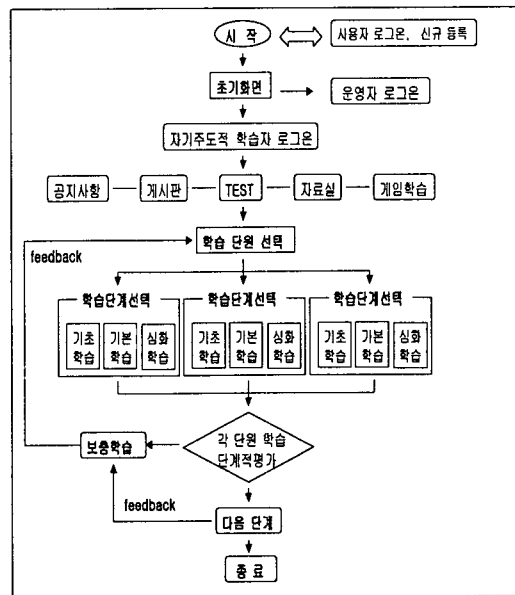 시 작
사용자 로그온, 신규 등록
초기화면
운영자 로그온
자기주도적 학습자 로그온
공지사항
게시판
TEST
자료실
게임학습
학습 단원 선택
feedback
학습단계선택
학습단계선택
학습단계선택
기초
학습
기본
학습
심화
학습
기초
학습
기본
학습
심화
학습
기초
학습
기본
학습
심화
학습
각 단원 학습
단계적평가
보충학습
feedback
다음 단계
종 료